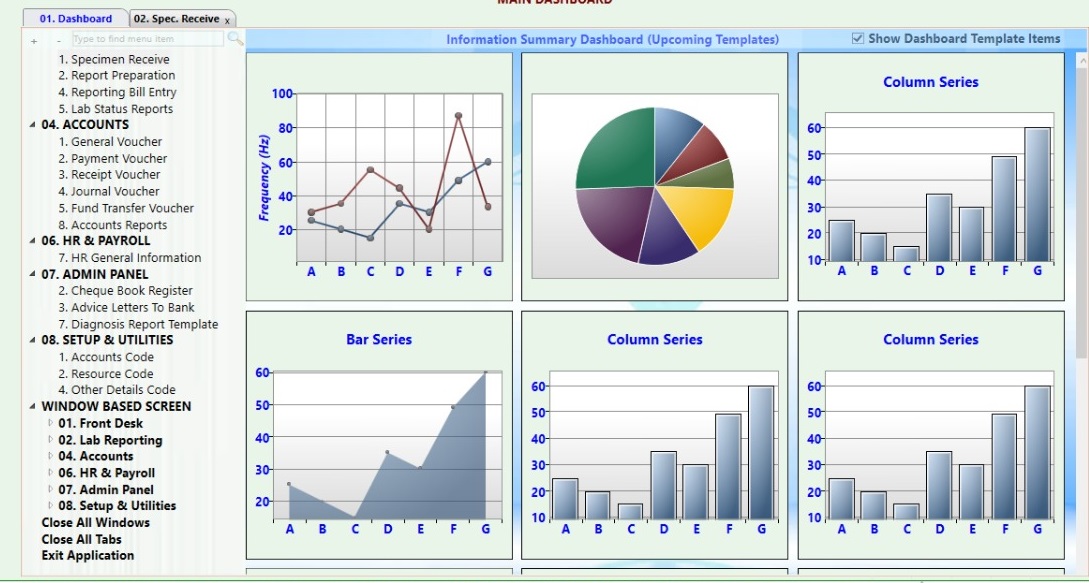 MAIN DASHBOARD
01. Dashboard
02. Spec. Receive x
+ - Type to find menu item
Information Summary Dashboard (Upcoming Templates)
Show Dashboard Template Items
1. Specimen Receive
2. Report Preparation
4. Reporting Bill Entry
5. Lab Status Reports
04. ACCOUNTS
1. General Voucher
2. Payment Voucher
3. Receipt Voucher
4. Journal Voucher
5. Fund Transfer Voucher
8. Accounts Reports
06. HR & PAYROLL
7. HR General Information
07. ADMIN PANEL
2. Cheque Book Register
3. Advice Letters To Bank
7. Diagnosis Report Template
08. SETUP & UTILITIES
1. Accounts Code
2. Resource Code
4. Other Details Code
WINDOW BASED SCREEN
01. Front Desk
02. Lab Reporting
04. Accounts
06. HR & Payroll
07. Admin Panel
08. Setup & Utilities
Close All Windows
Close All Tabs
Exit Application
Frequency (Hz)
100
80
60
40
20
A B C D E F G
Column Series
60
50
40
30
20
10
A B C D E F G
Bar Series
60
50
40
30
20
A B C D E F G
Column Series
60
50
40
30
20
10
A B C D E F G
Column Series
60
50
40
30
20
10
A B C D E F G